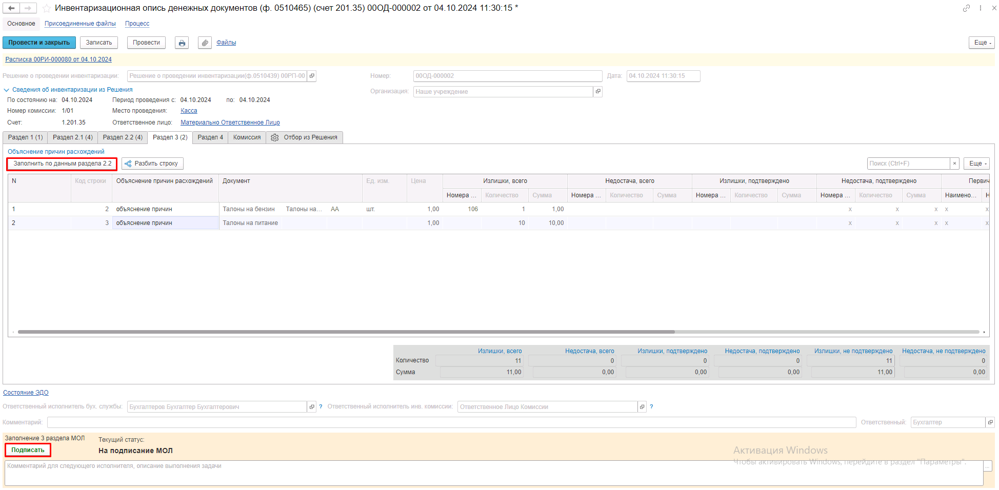 Инвентаризационная опись денежных документов (ф. 0510465) (счет 201.35) 00ОД-000002 от 04.10.2024 11:30:15 *
Основное Присоединенные файлы Процесс
Провести и закрыть Записать Провести Файлы Еще
Расписка 00РИ-000080 от 04.10.2024
Решение о проведении инвентаризации: Решение о проведении инвентаризации(ф.0510439) 00РП-00 Номер: 00ОД-000002 Дата: 04.10.2024 11:30:15
Сведения об инвентаризации из Решения Организация: Наше учреждение
По состоянию на: 04.10.2024 Период проведения с: 04.10.2024 по: 04.10.2024
Номер комиссии: 1/01 Место проведения: Касса
Счет: 1.201.35 Ответственное лицо: Материально Ответственное Лицо
Раздел 1 (1) Раздел 2.1 (4) Раздел 2.2 (4) Раздел 3 (2) Раздел 4 Комиссия Отбор из Решения
Объяснение причин расхождений
Заполнить по данным раздела 2.2 Разбить строку Поиск (Ctrl+F) × Еще
N Код строки Объяснение причин расхождений Документ Ед. изм. Цена Излишки, всего Недостача, всего Излишки, подтверждено Недостача, подтверждено Первич
Номера ... Количество Сумма Номера ... Количество Сумма Номера ... Количество Сумма Номера ... Количество Сумма Наимено... Н
1 2 объяснение причин Талоны на бензин Талоны на... АА шт. 1,00 106 1 1,00 x x x x x
2 3 объяснение причин Талоны на питание 1,00 10 10,00 x x x x x
Излишки, всего Недостача, всего Излишки, подтверждено Недостача, подтверждено Излишки, не подтверждено Недостача, не подтверждено
Количество 11 0 0 0 11 0
Сумма 11,00 0,00 0,00 0,00 11,00 0,00
Состояние ЭДО
Ответственный исполнитель бух. службы: Бухгалтеров Бухгалтер Бухгалтерович ? Ответственный исполнитель инв. комиссии: Ответственное Лицо Комиссии ?
Комментарий: Ответственный: Бухгалтер
Заполнение 3 раздела МОЛ Текущий статус:
Подписать На подписание МОЛ
Активация Windows
Чтобы активировать Windows, перейдите в раздел "Параметры".
Комментарий для следующего исполнителя, описание выполнения задачи ...